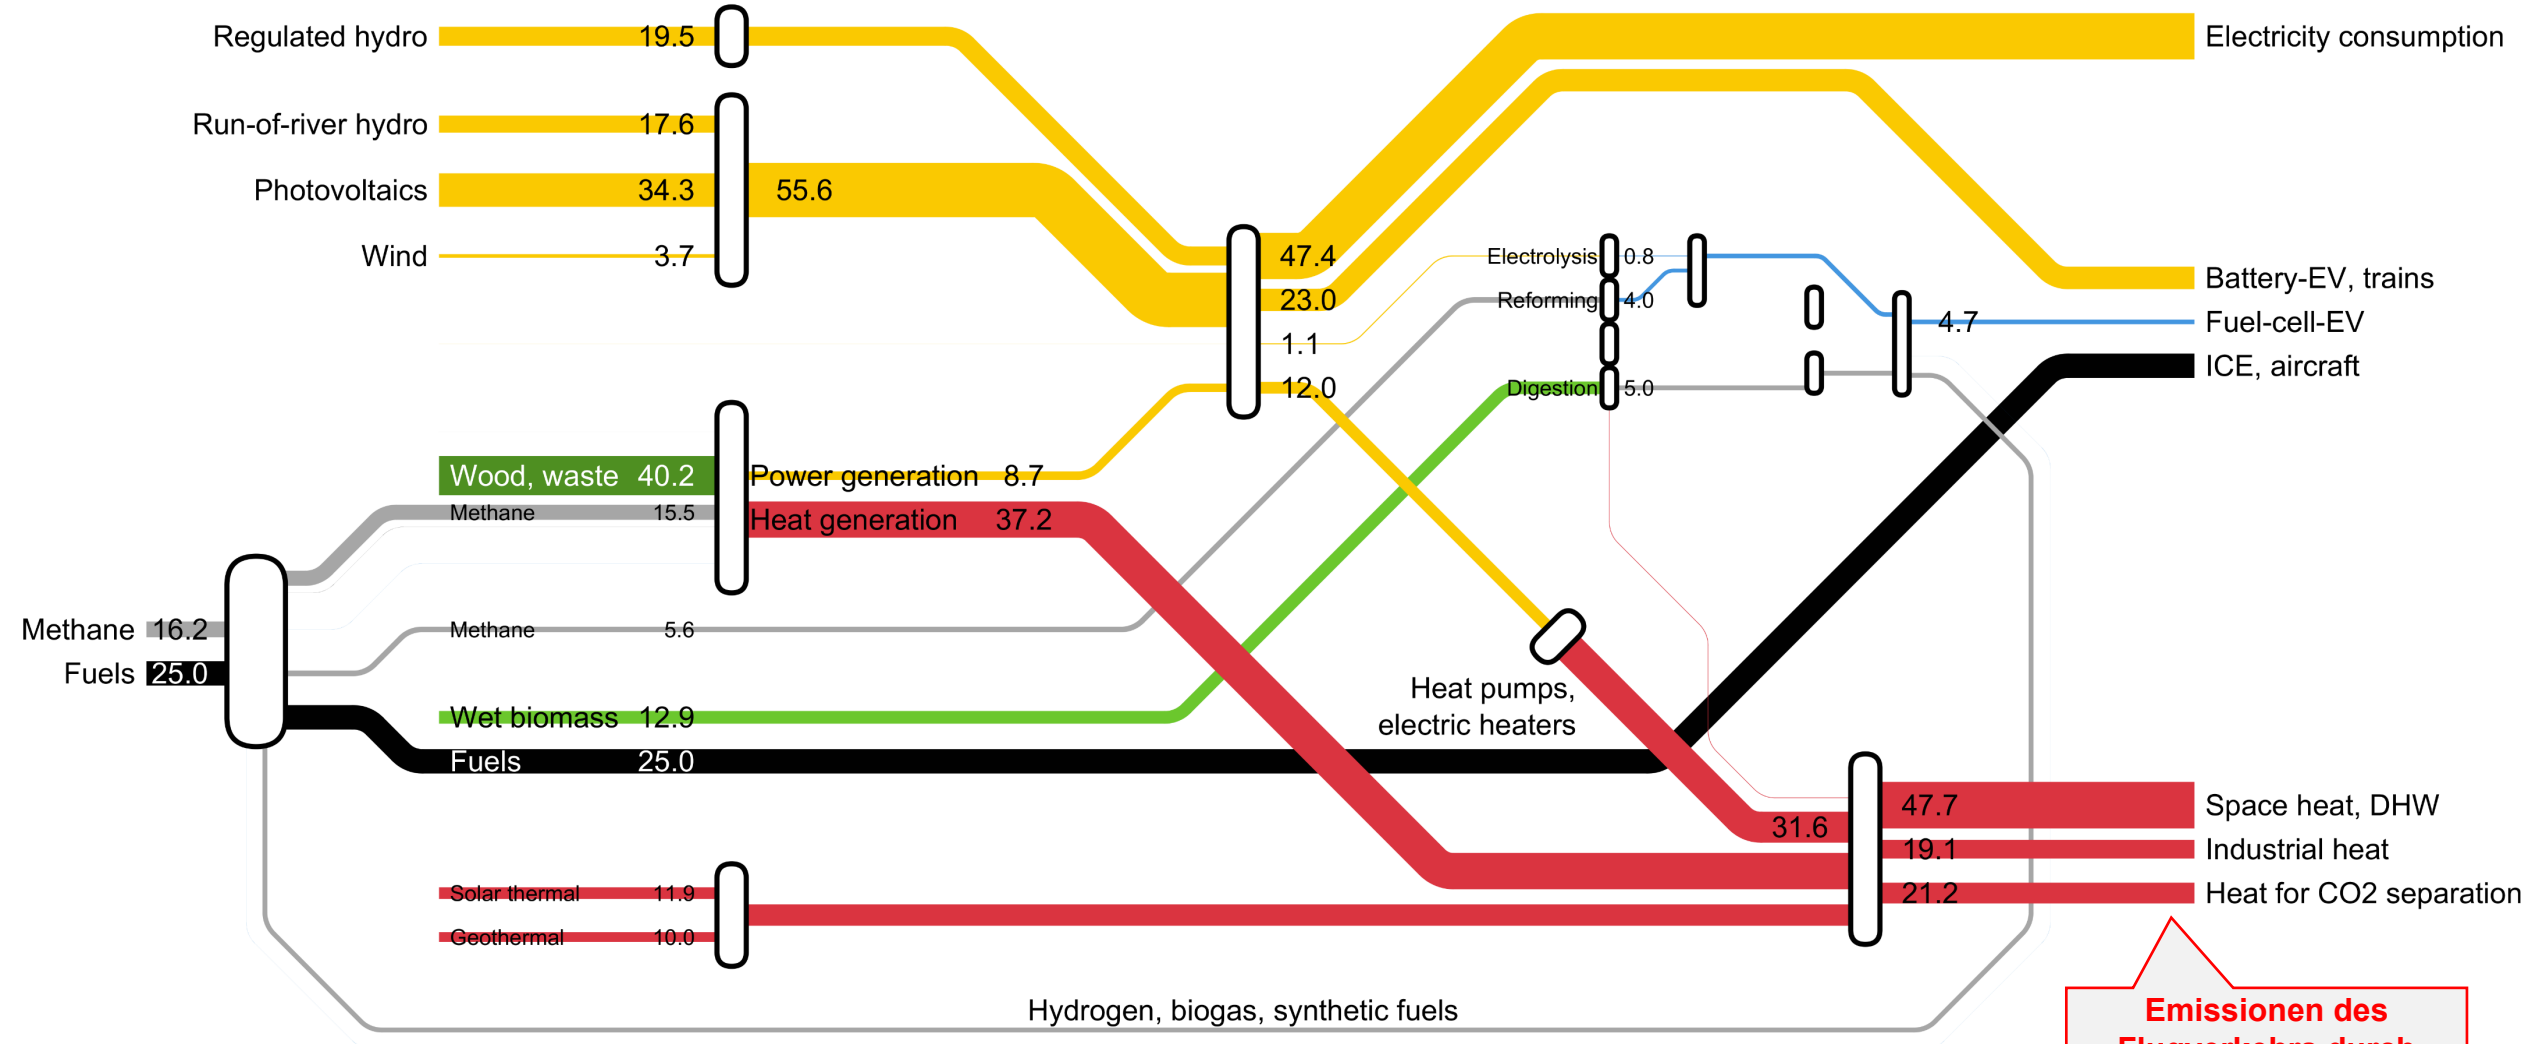 Regulated hydro 19.5
Electricity consumption
Run-of-river hydro 17.6
Photovoltaics 34.3 55.6
Wind 3.7
47.4
Electrolysis 0.8
Battery-EV, trains
23.0
Reforming 4.0
4.7 Fuel-cell-EV
1.1
ICE, aircraft
12.0
Digestion 5.0
Wood, waste 40.2 Power generation 8.7
Methane 15.5 Heat generation 37.2
Methane 16.2
Methane 5.6
Fuels 25.0
Heat pumps,
electric heaters
Wet biomass 12.9
Fuels 25.0
47.7 Space heat, DHW
31.6
19.1 Industrial heat
Solar thermal 11.9
21.2 Heat for CO2 separation
Geothermal 10.0
Hydrogen, biogas, synthetic fuels
Emissionen des
Flugverkehrs durch